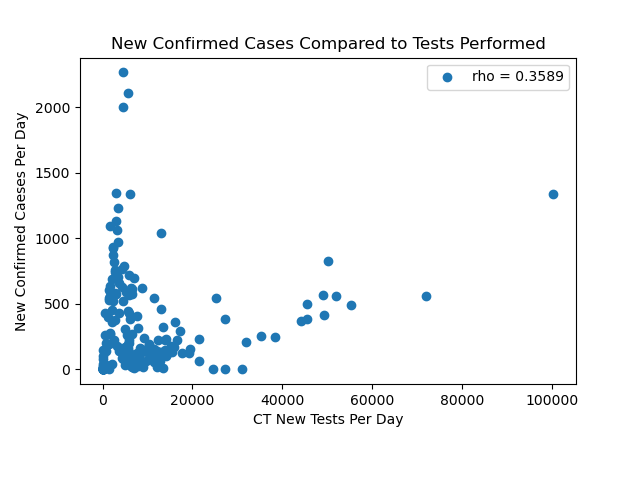 New Confirmed Cases Compared to Tests Performed
rho = 0.3589
New Confirmed Caeses Per Day
2000
1500
1000
500
0
0 20000 40000 60000 80000 100000
CT New Tests Per Day